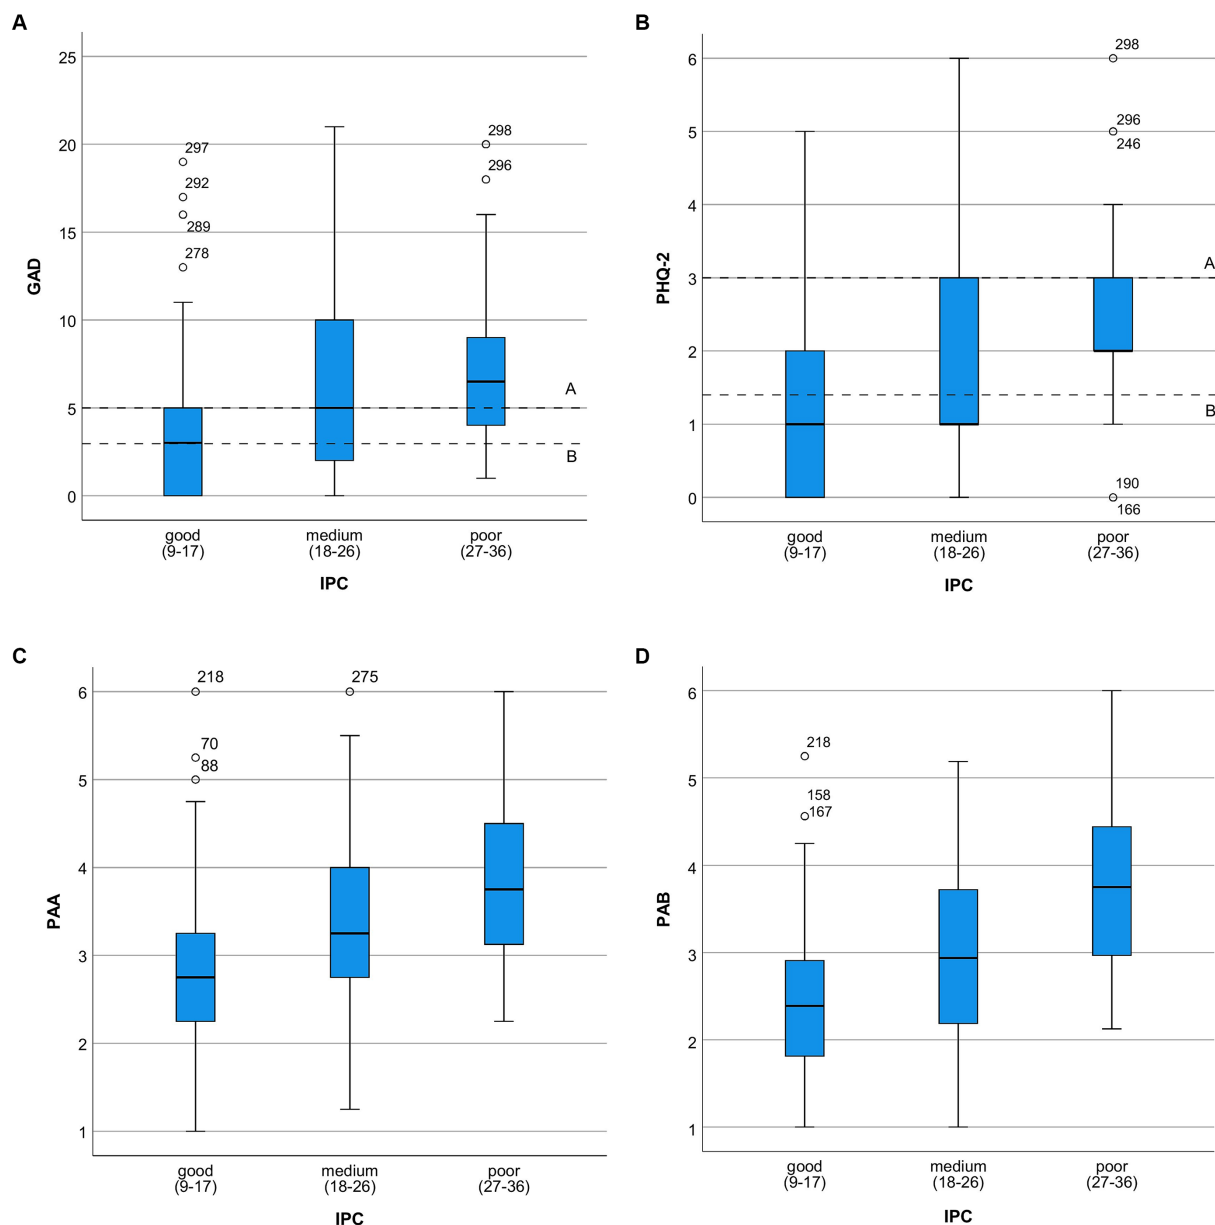 A
25
20
15
10
5
0
GAD
297
292
289
278
298
296
A
B
good
(9-17)
medium
(18-26)
poor
(27-36)
IPC
B
6
5
4
3
2
1
0
PHQ-2
298
296
246
190
166
A
B
good
(9-17)
medium
(18-26)
poor
(27-36)
IPC
C
6
5
4
3
2
1
PAA
218
70
88
275
good
(9-17)
medium
(18-26)
poor
(27-36)
IPC
D
6
5
4
3
2
1
PAB
218
158
167
good
(9-17)
medium
(18-26)
poor
(27-36)
IPC